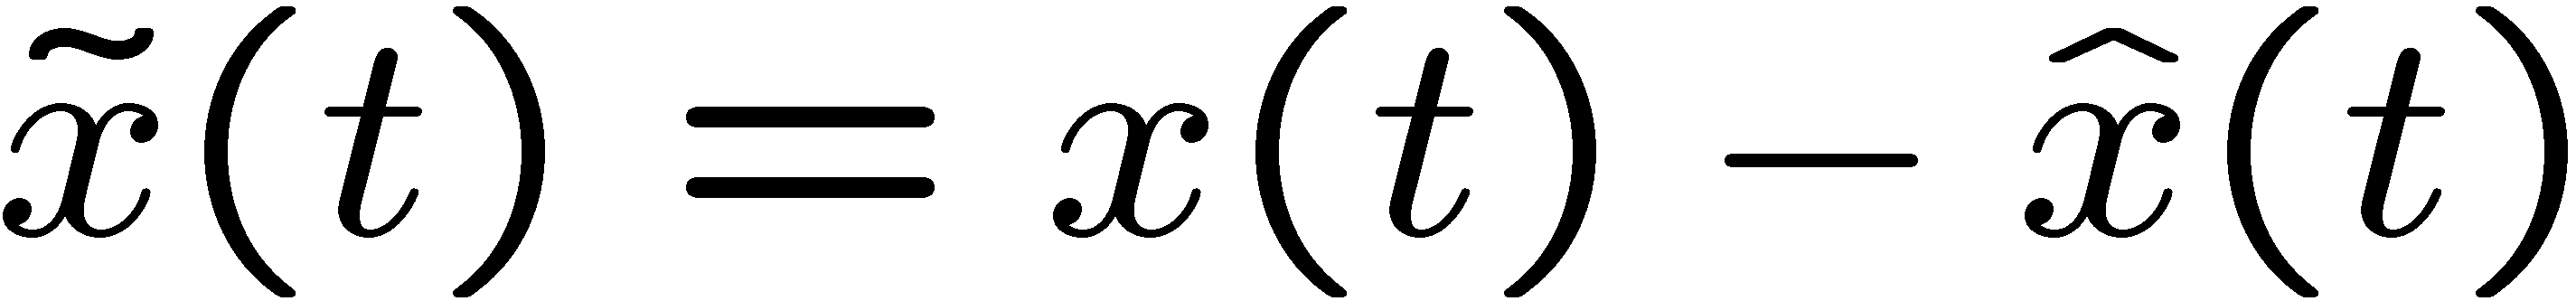 x̃(t) = x(t) − x̂(t)